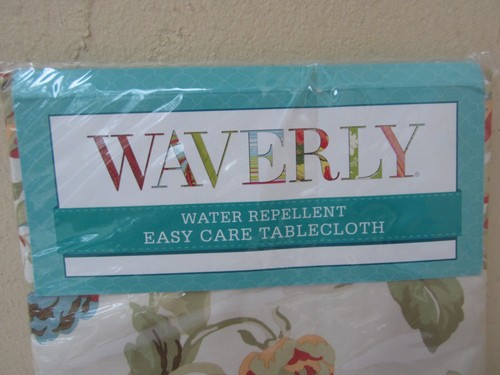 WAVERLY®
WATER REPELLENT
EASY CARE TABLECLOTH